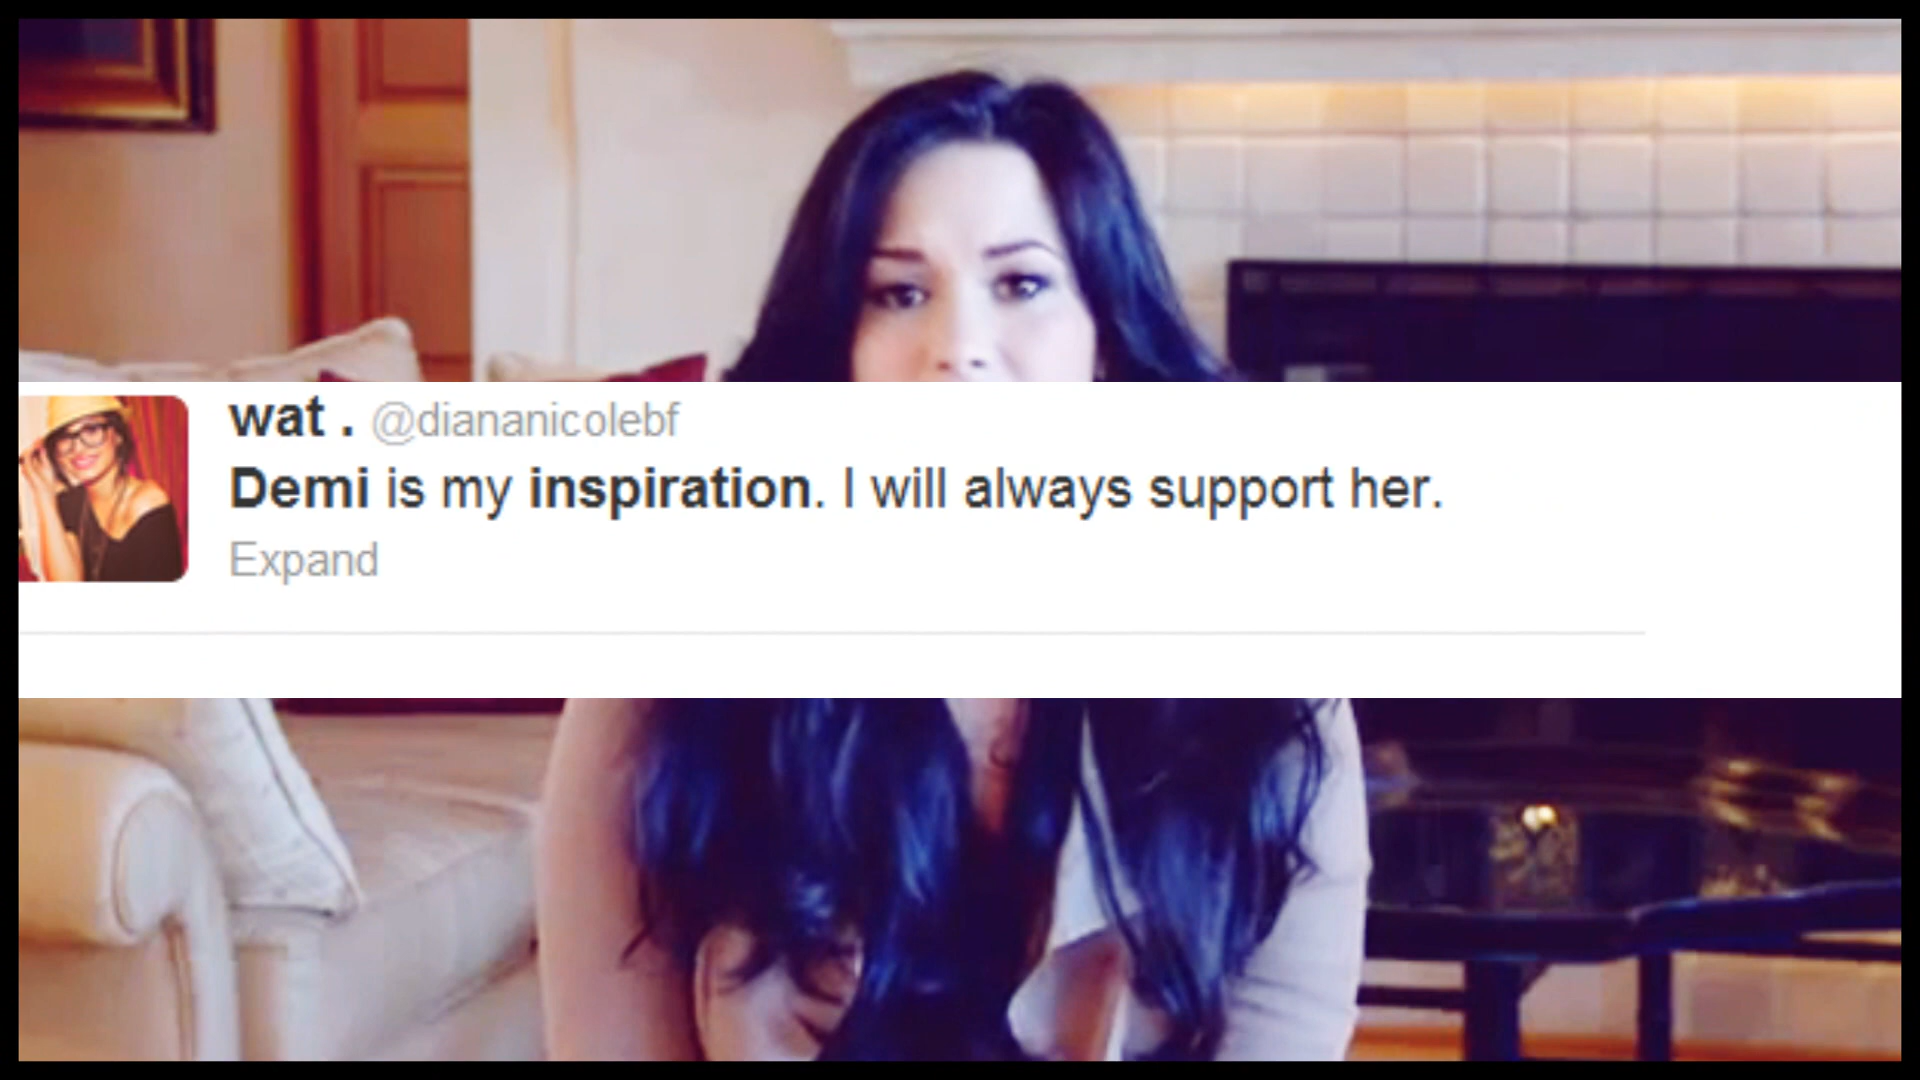 wat . @diananicolebf
Demi is my inspiration. I will always support her.
Expand